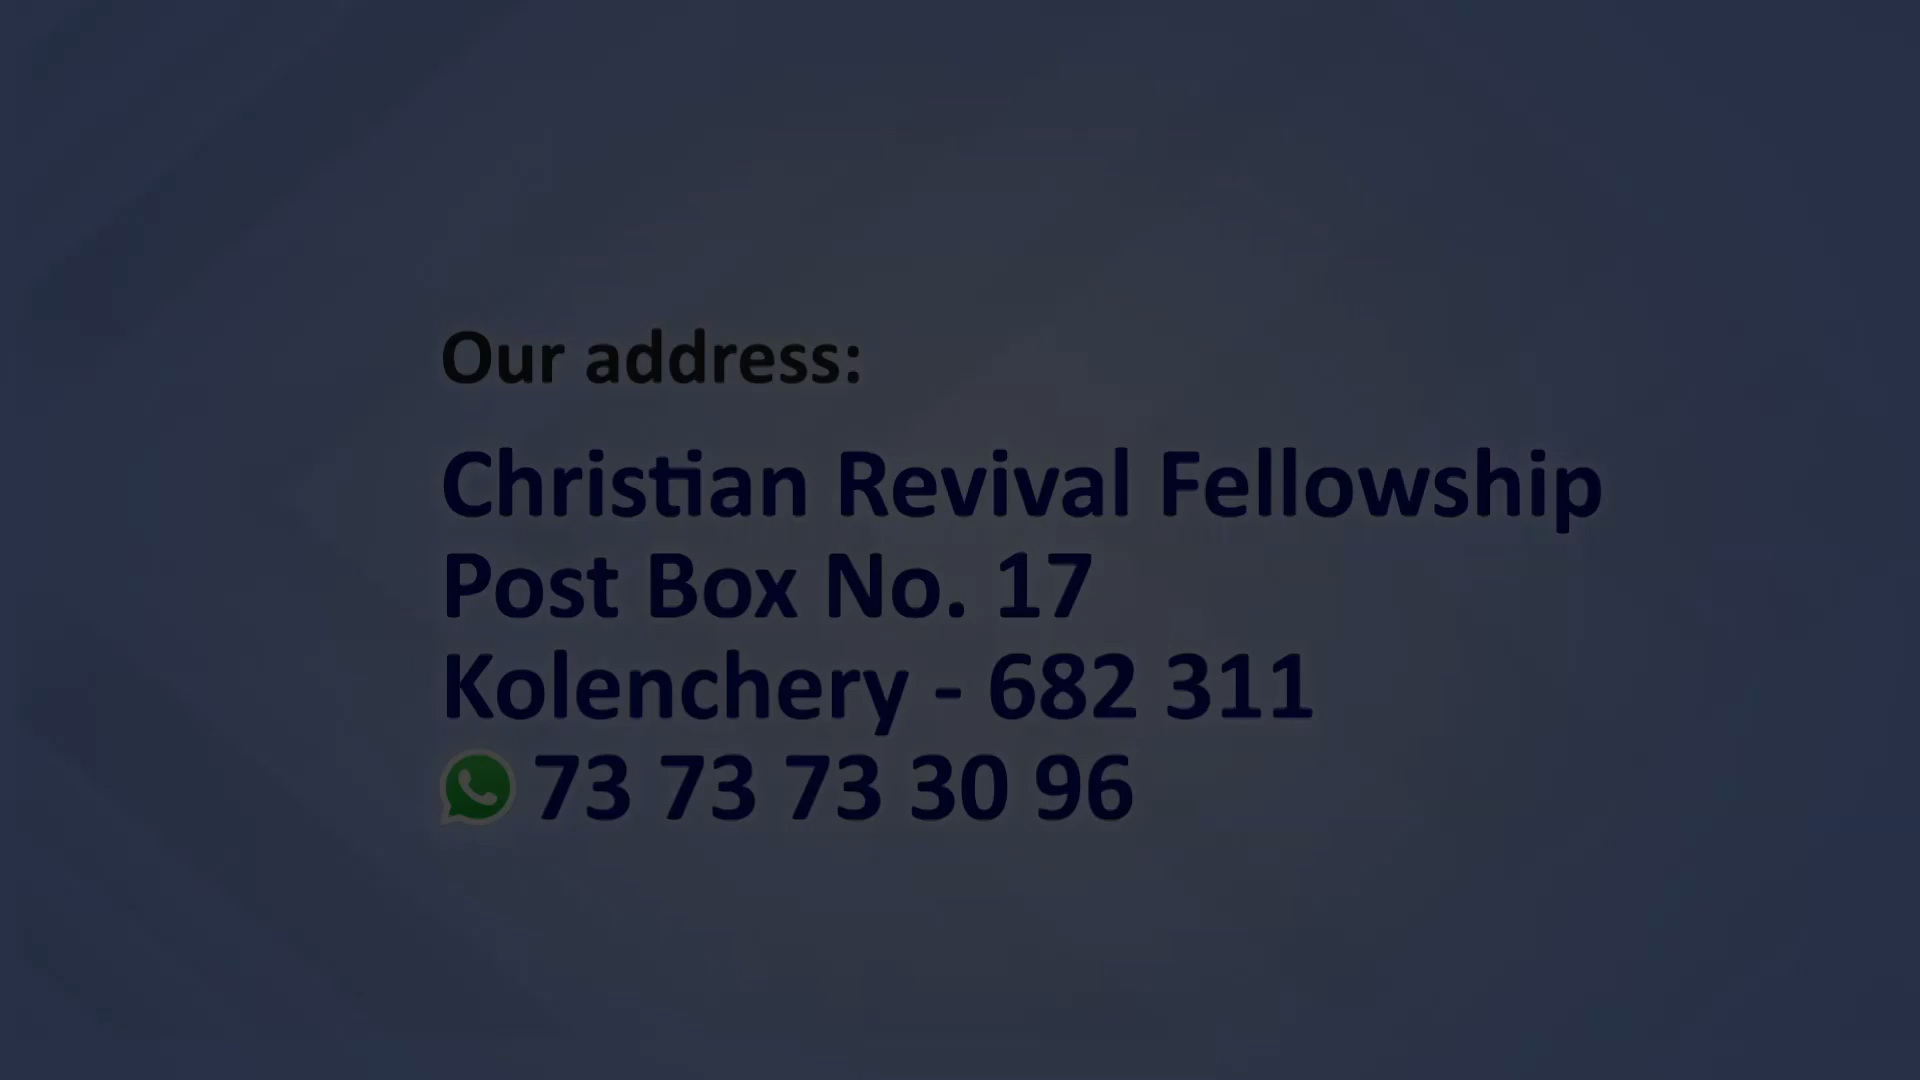 Our address:
Christian Revival Fellowship
Post Box No. 17
Kolenchery - 682 311
73 73 73 30 96